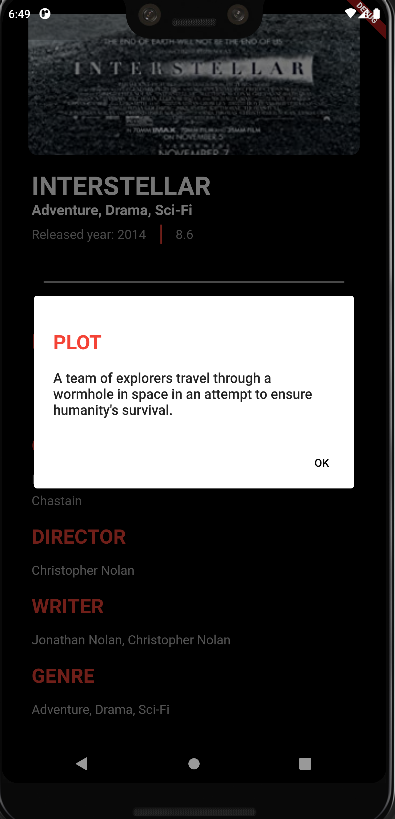 6:49
DEBUG
THE END OF EARTH WILL NOT BE THE END OF US
INTERSTELLAR
IMAX
NOVEMBER 7
INTERSTELLAR
Adventure, Drama, Sci-Fi
Released year: 2014 8.6
PLOT
A team of explorers travel through a
wormhole in space in an attempt to ensure
humanity's survival.
OK
Chastain
DIRECTOR
Christopher Nolan
WRITER
Jonathan Nolan, Christopher Nolan
GENRE
Adventure, Drama, Sci-Fi